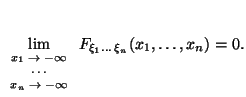 lim F_{ξ_1 ... ξ_n}(x_1, ..., x_n) = 0.
x_1 → −∞
...
x_n → −∞